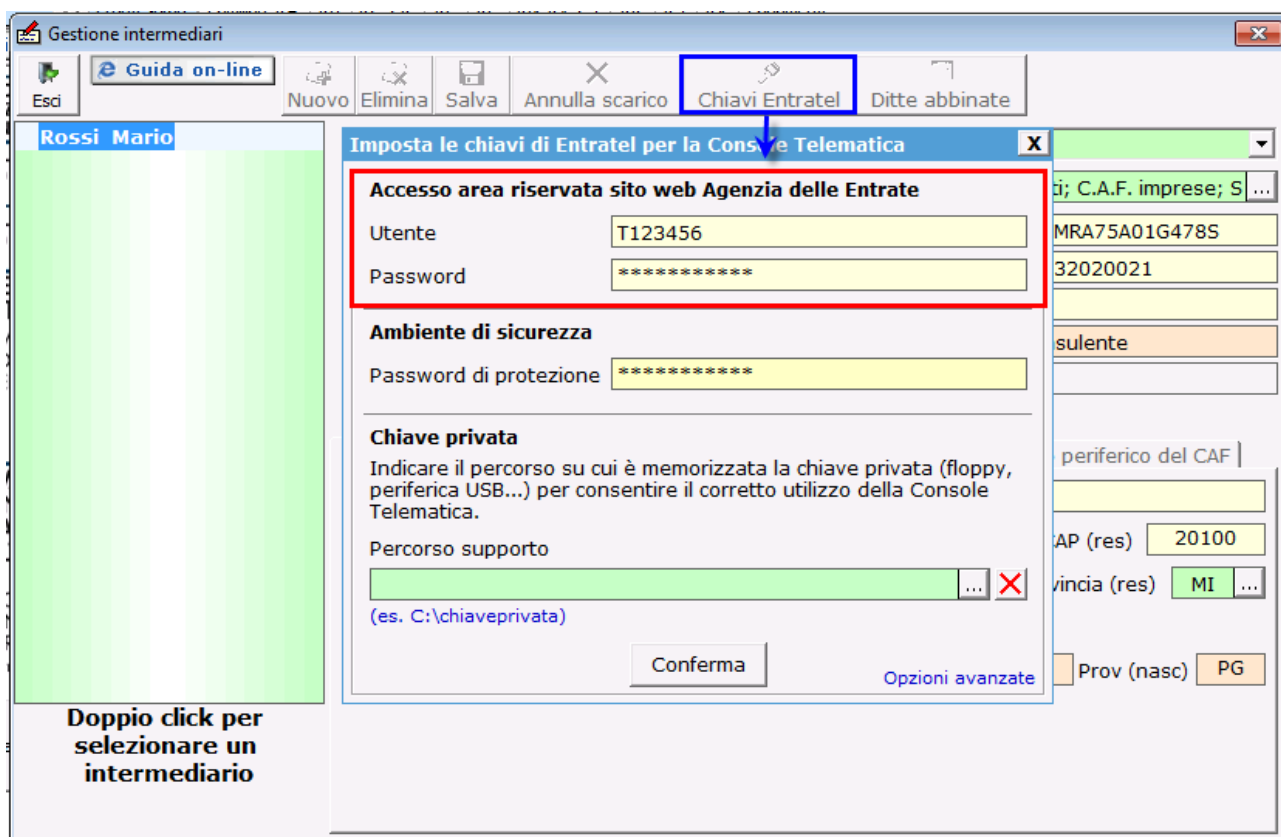 Gestione intermediari
Esci
Guida on-line
Nuovo
Elimina
Salva
Annulla scarico
Chiavi Entratel
Ditte abbinate
Rossi Mario
Doppio click per
selezionare un
intermediario
Imposta le chiavi di Entratel per la Console Telematica
X
Accesso area riservata sito web Agenzia delle Entrate
Utente
T123456
Password
***********
Ambiente di sicurezza
Password di protezione
***********
Chiave privata
Indicare il percorso su cui è memorizzata la chiave privata (floppy,
periferica USB...) per consentire il corretto utilizzo della Console
Telematica.
Percorso supporto
...
(es. C:\chiaveprivata)
Conferma
Opzioni avanzate
ti; C.A.F. imprese; S ...
MRA75A01G478S
32020021
sulente
periferico del CAF
AP (res) 20100
vincia (res) MI ...
Prov (nasc) PG